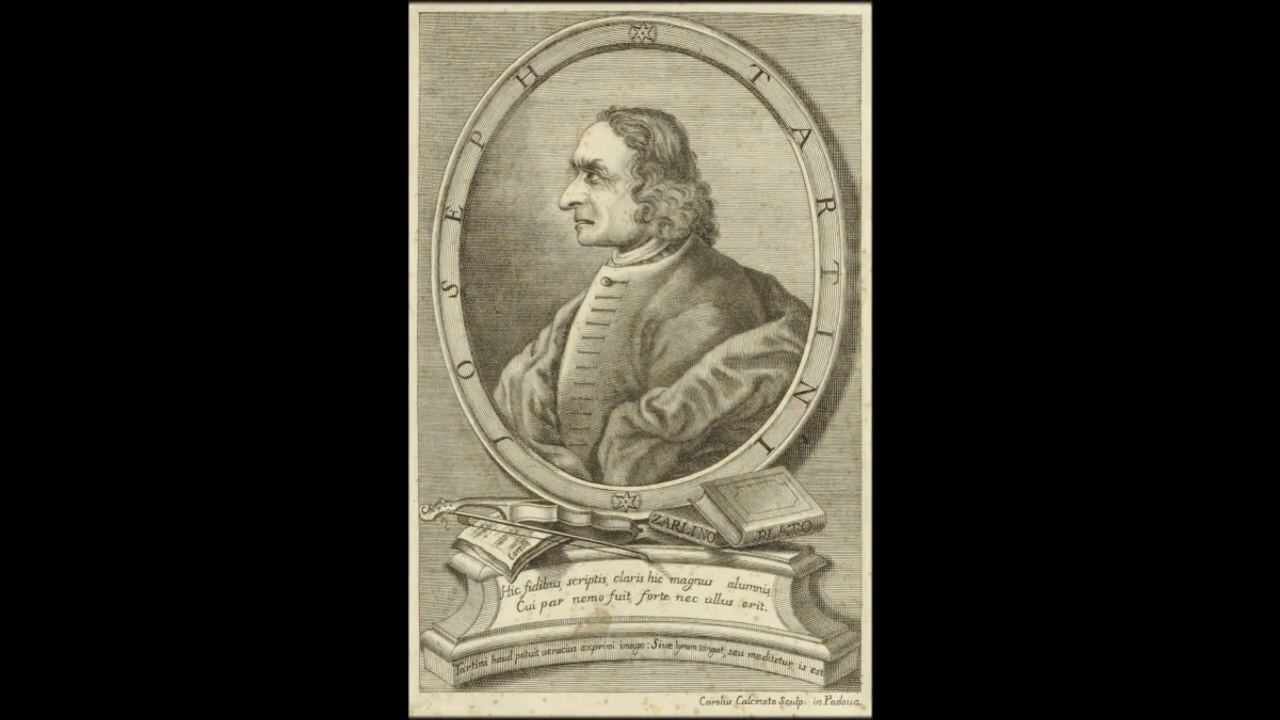 JOSEPH TARTINI
ZARLINO
PLATO
Hic fidibus, scriptis, claris hic magnus alumnis,
Cui par nemo fuit, forte nec ullus erit.
Tartini haud potuit veracius exprimi imago: Sive lyram tangat, seu meditetur, is est.
Carolus Calcinoto Sculp: in Padoua.